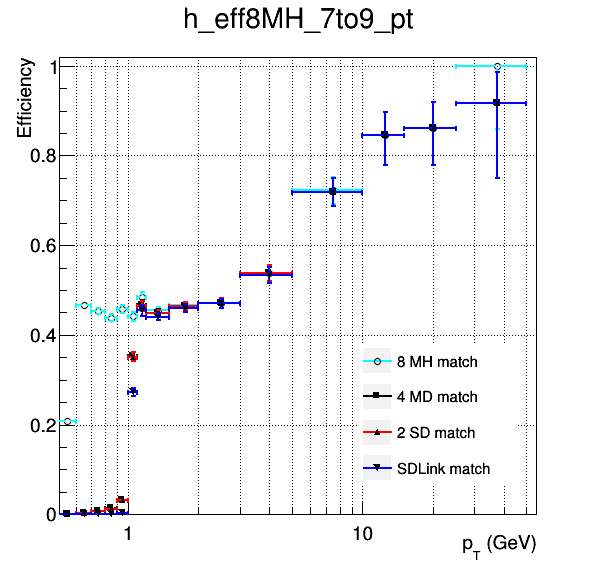 h_eff8MH_7to9_pt
Efficiency
1
0.8
0.6
0.4
0.2
0
8 MH match
4 MD match
2 SD match
SDLink match
1
10
p_T (GeV)